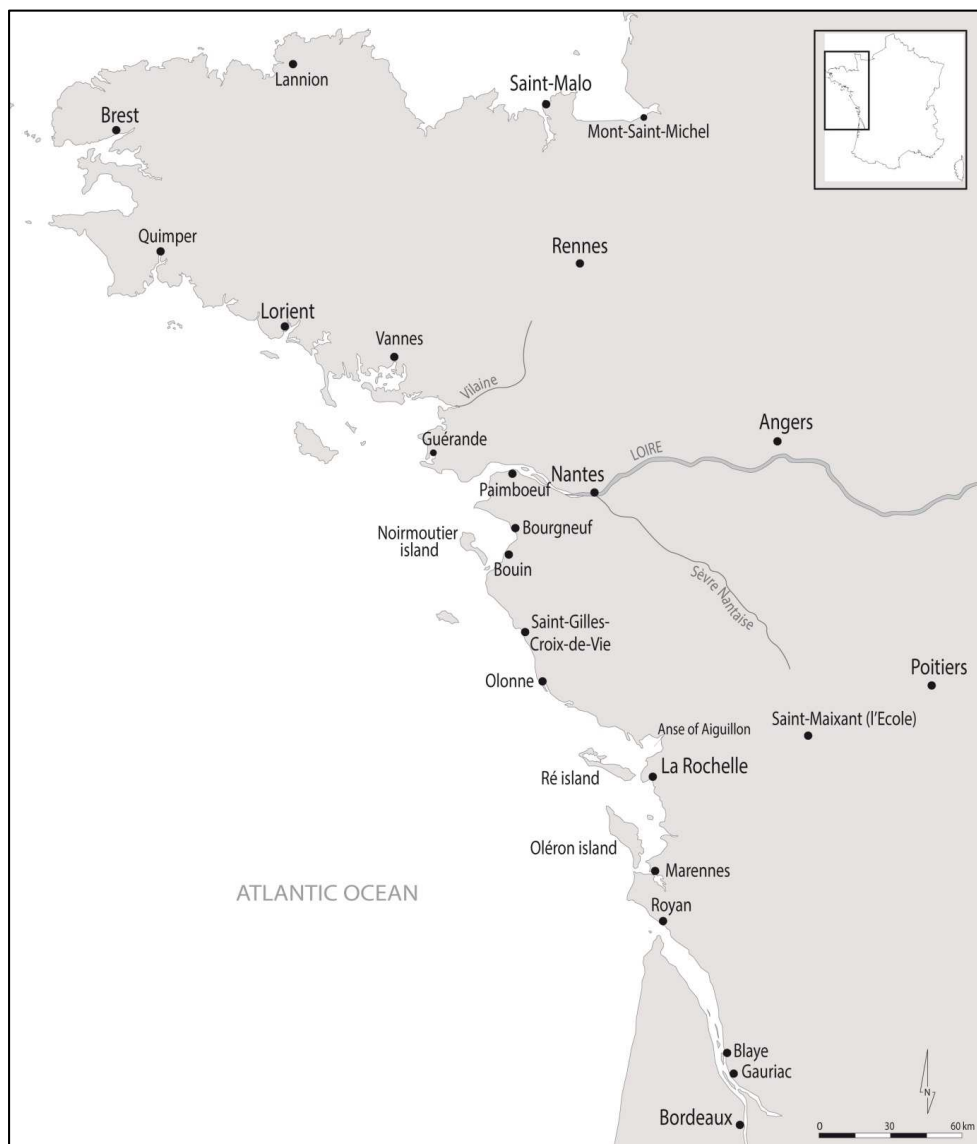 Lannion
Saint-Malo
Brest
Mont-Saint-Michel
Quimper
Rennes
Lorient
Vannes
Vilaine
Angers
Guérande
LOIRE
Nantes
Paimboeuf
Noirmoutier
island
Bourgneuf
Bouin
Sèvre Nantaise
Saint-Gilles-
Croix-de-Vie
Poitiers
Olonne
Saint-Maixant (l'Ecole)
Anse of Aiguillon
La Rochelle
Ré island
Oléron island
Marennes
ATLANTIC OCEAN
Royan
Blaye
Gauriac
N
Bordeaux
0 30 60 km